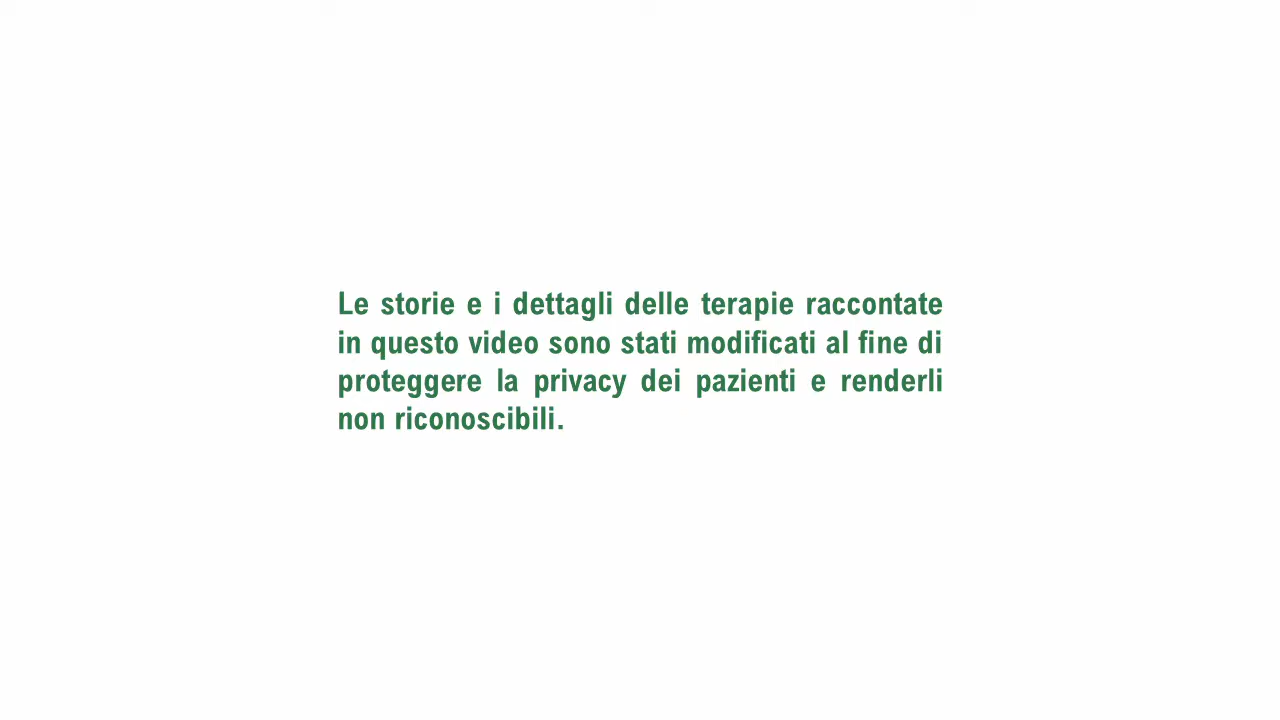 Le storie e i dettagli delle terapie raccontate
in questo video sono stati modificati al fine di
proteggere la privacy dei pazienti e renderli
non riconoscibili.